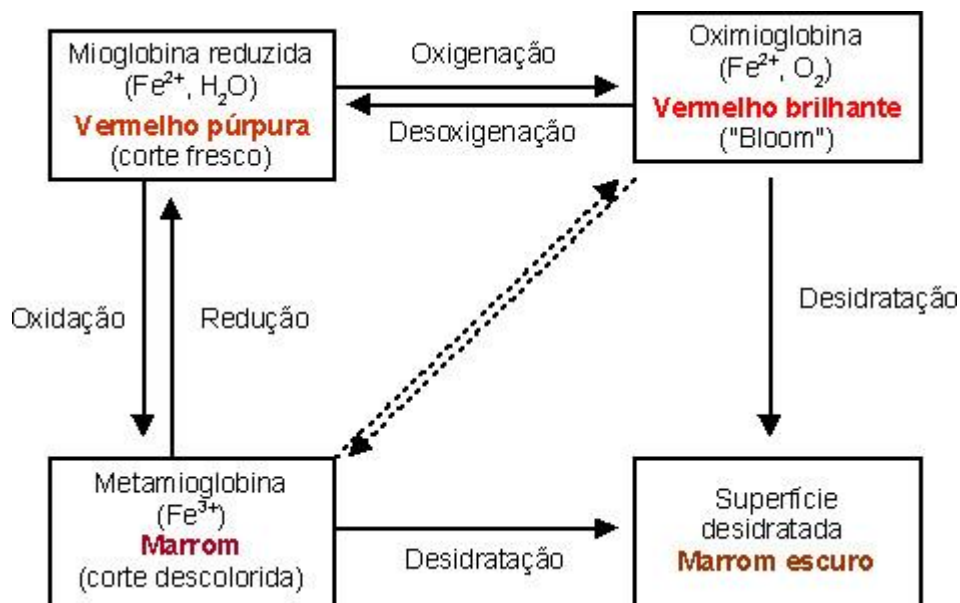 Mioglobina reduzida
(Fe²⁺, H₂O)
Vermelho púrpura
(corte fresco)
Oxigenação
Desoxigenação
Oximioglobina
(Fe²⁺, O₂)
Vermelho brilhante
("Bloom")
Oxidação
Redução
Desidratação
Metamioglobina
(Fe³⁺)
Marrom
(corte descolorida)
Desidratação
Superfície
desidratada
Marrom escuro